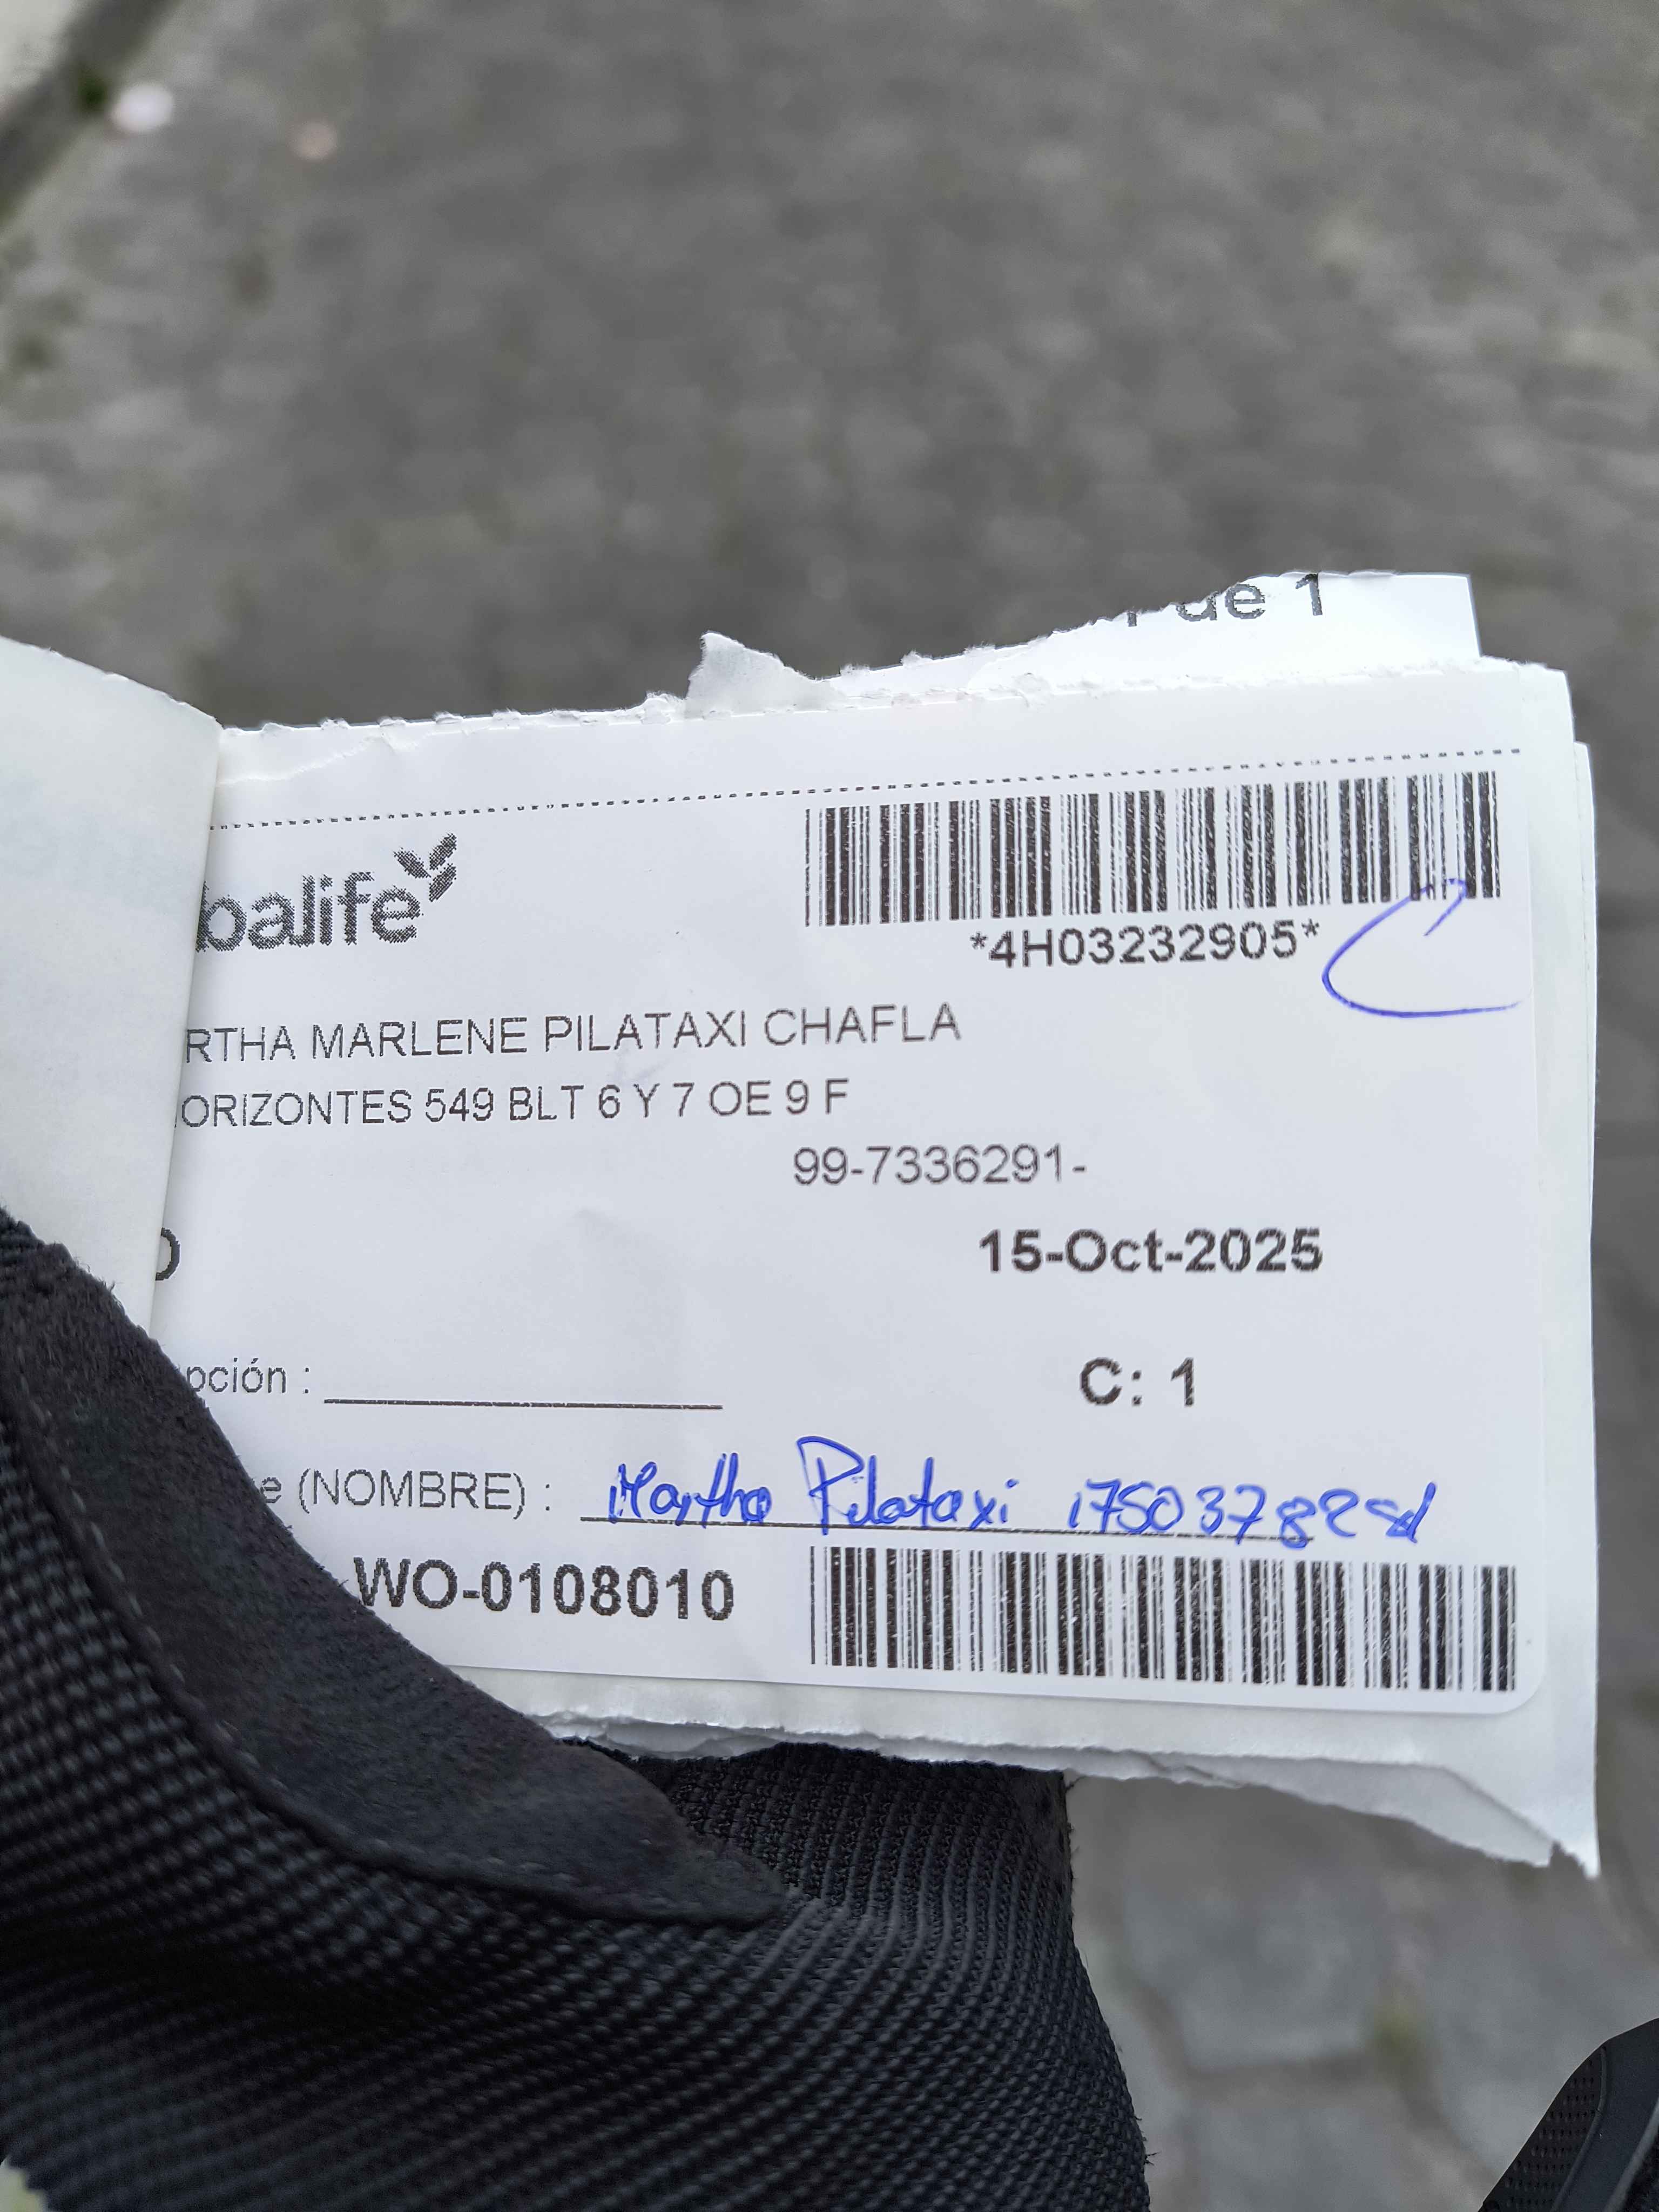 de 1
balife
*4H03232905*
RTHA MARLENE PILATAXI CHAFLA
ORIZONTES 549 BLT 6 Y 7 OE 9 F
99-7336291-
15-Oct-2025
pción :
C: 1
e (NOMBRE) : Martha Pilataxi
WO-0108010